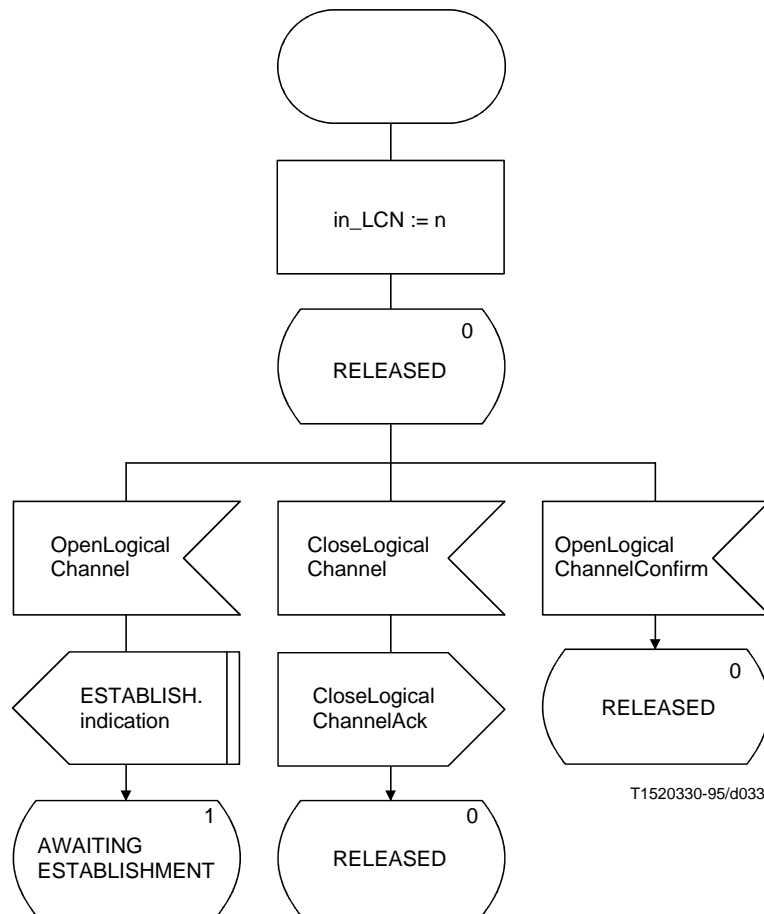 in_LCN := n
0
RELEASED
OpenLogical
Channel
CloseLogical
Channel
OpenLogical
ChannelConfirm
ESTABLISH.
indication
CloseLogical
ChannelAck
0
RELEASED
T1520330-95/d033
1
AWAITING
ESTABLISHMENT
0
RELEASED